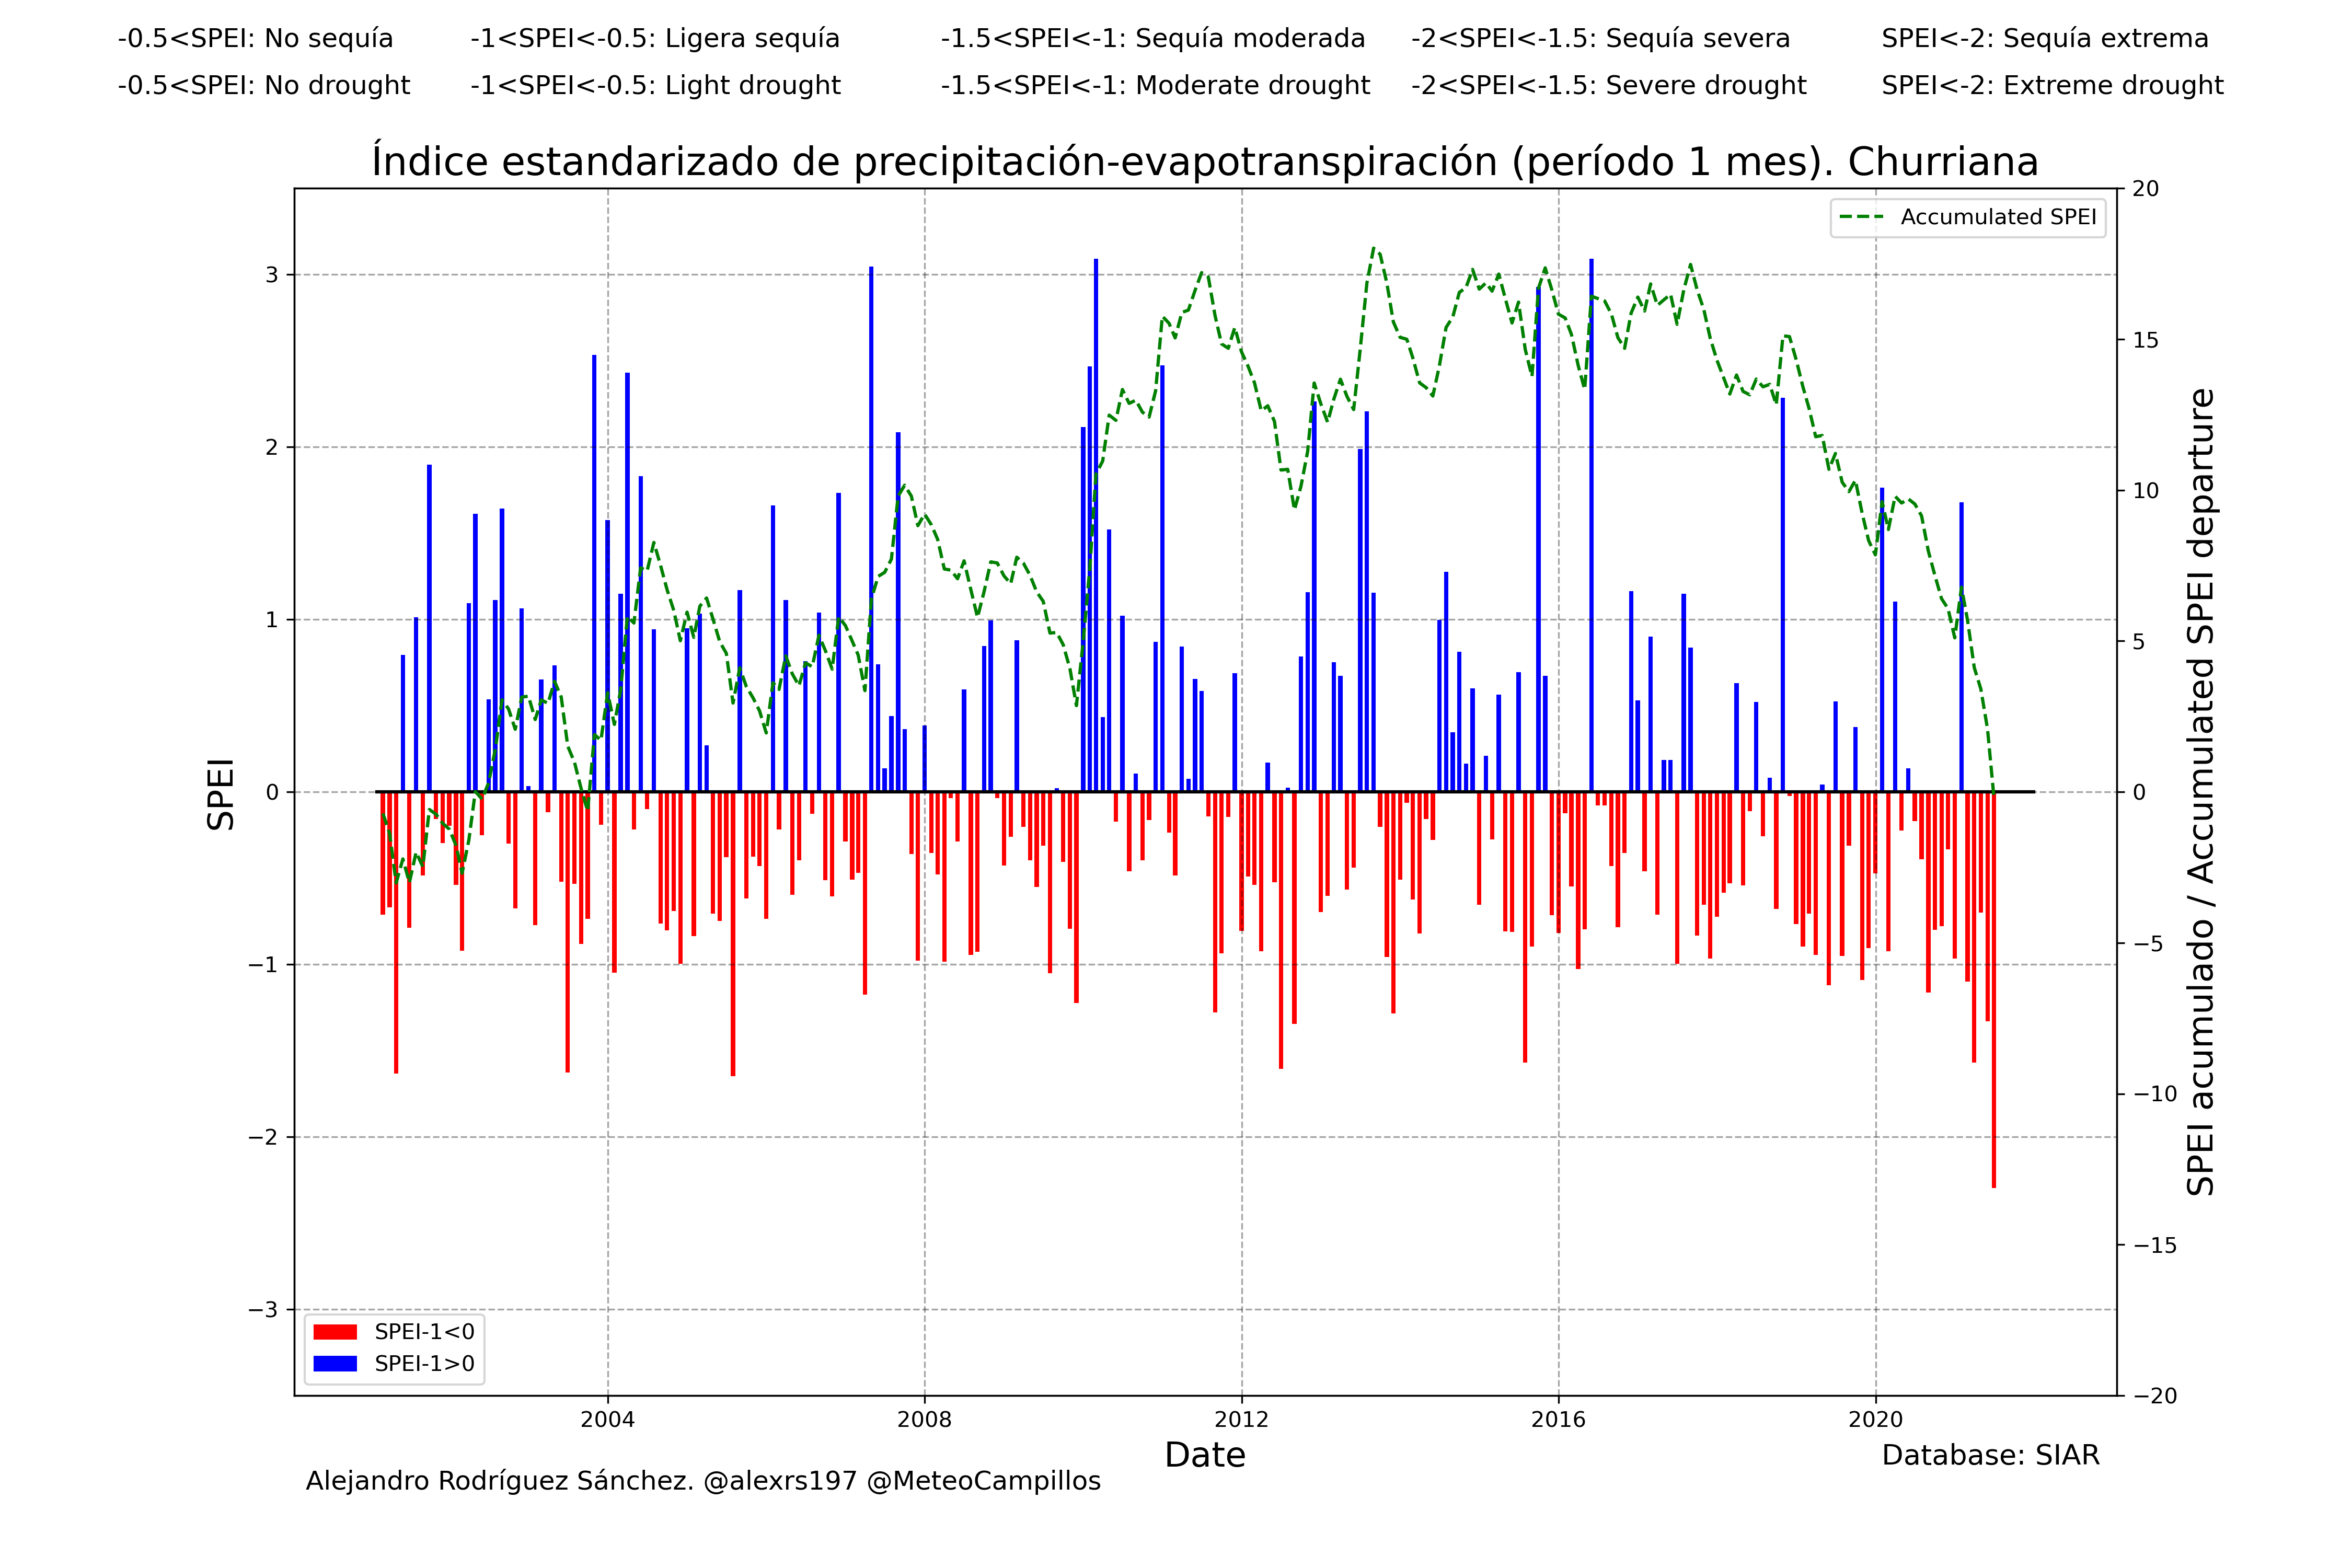 -0.5<SPEI: No sequía -1<SPEI<-0.5: Ligera sequía -1.5<SPEI<-1: Sequía moderada -2<SPEI<-1.5: Sequía severa SPEI<-2: Sequía extrema
-0.5<SPEI: No drought -1<SPEI<-0.5: Light drought -1.5<SPEI<-1: Moderate drought -2<SPEI<-1.5: Severe drought SPEI<-2: Extreme drought
Índice estandarizado de precipitación-evapotranspiración (período 1 mes). Churriana
Accumulated SPEI
SPEI
3
2
1
0
−1
−2
−3
20
15
10
5
0
−5
−10
−15
−20
SPEI acumulado / Accumulated SPEI departure
SPEI-1<0
SPEI-1>0
2004 2008 2012 2016 2020
Date
Database: SIAR
Alejandro Rodríguez Sánchez. @alexrs197 @MeteoCampillos